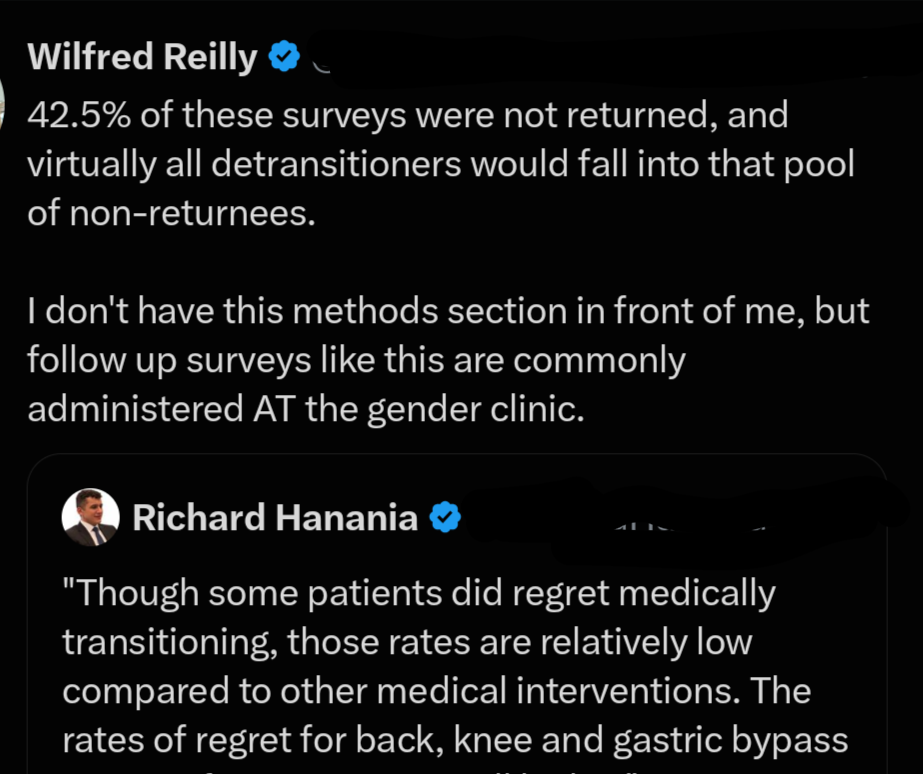 Wilfred Reilly
42.5% of these surveys were not returned, and
virtually all detransitioners would fall into that pool
of non-returnees.
I don't have this methods section in front of me, but
follow up surveys like this are commonly
administered AT the gender clinic.
Richard Hanania
"Though some patients did regret medically
transitioning, those rates are relatively low
compared to other medical interventions. The
rates of regret for back, knee and gastric bypass